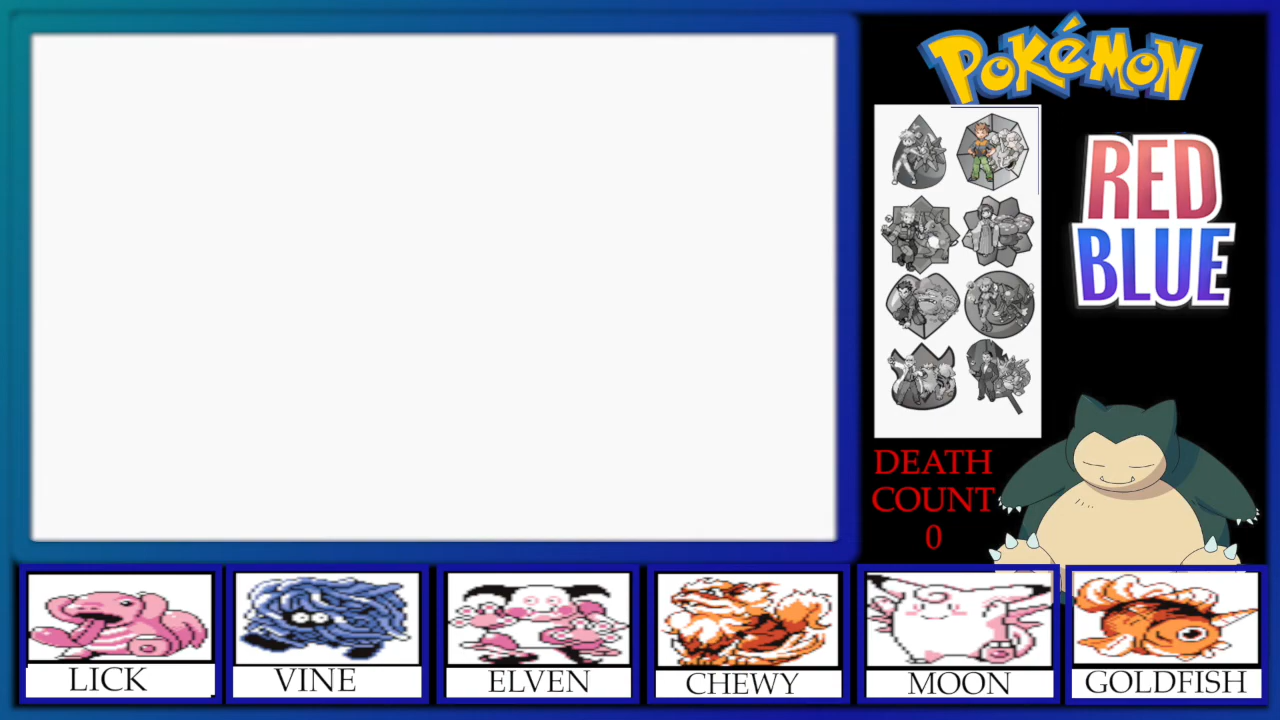 POKÉMON
RED
BLUE
DEATH
COUNT
0
LICK
VINE
ELVEN
CHEWY
MOON
GOLDFISH